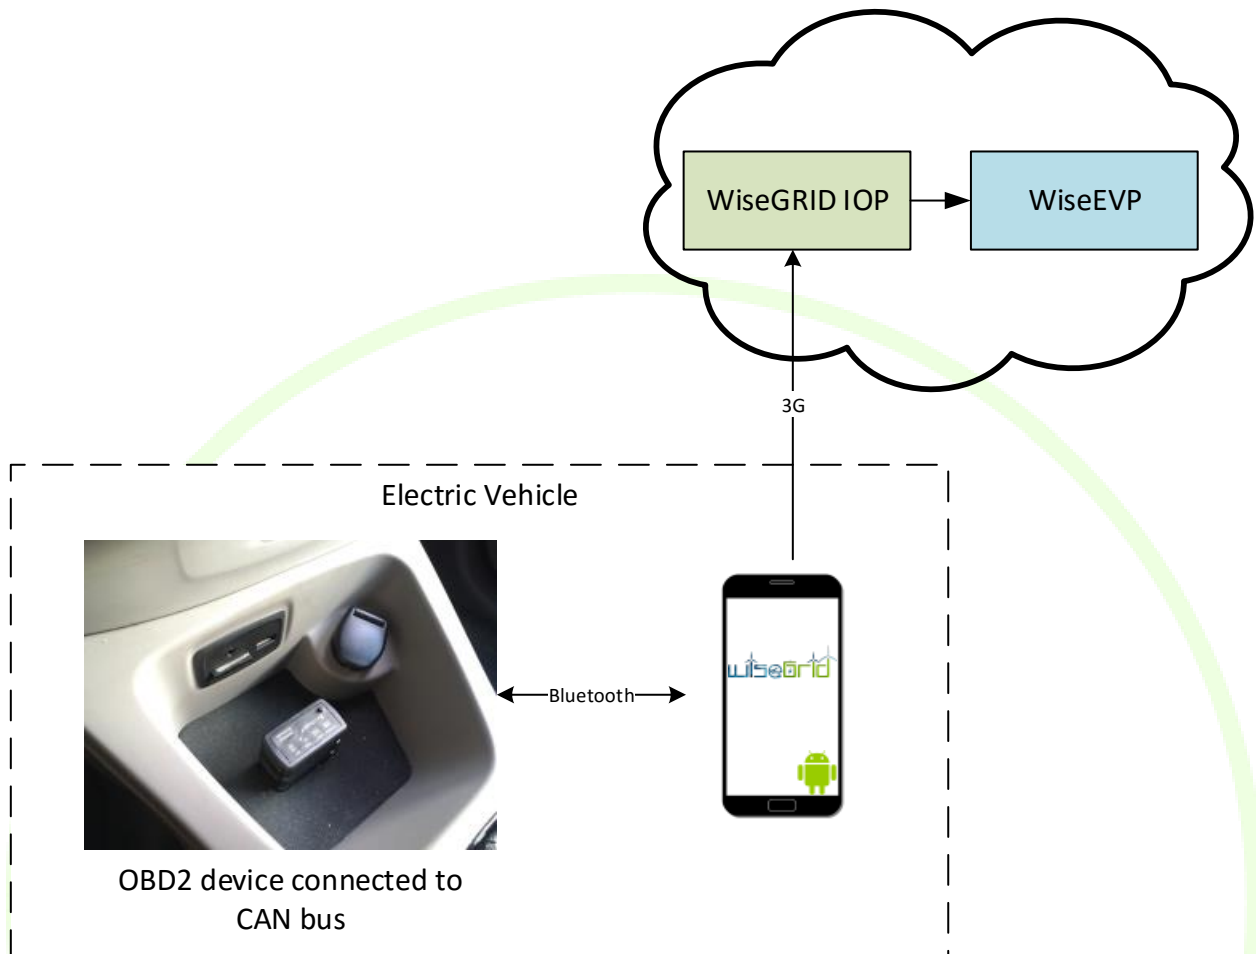 WiseGRID IOP
WiseEVP
3G
Electric Vehicle
Bluetooth
wiseGrid
OBD2 device connected to
CAN bus